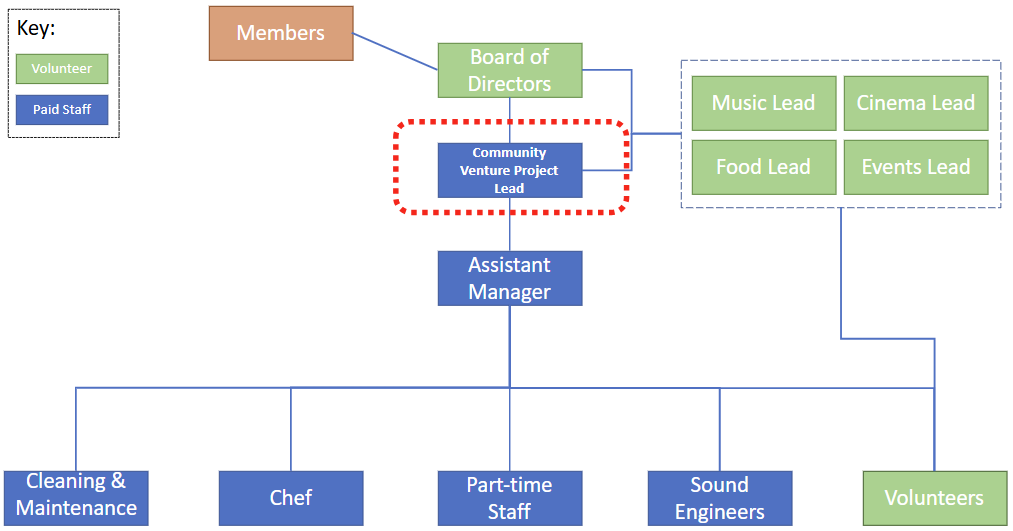 Key:
Volunteer
Paid Staff
Members
Board of
Directors
Community
Venture Project
Lead
Music Lead
Cinema Lead
Food Lead
Events Lead
Assistant
Manager
Cleaning &
Maintenance
Chef
Part-time
Staff
Sound
Engineers
Volunteers